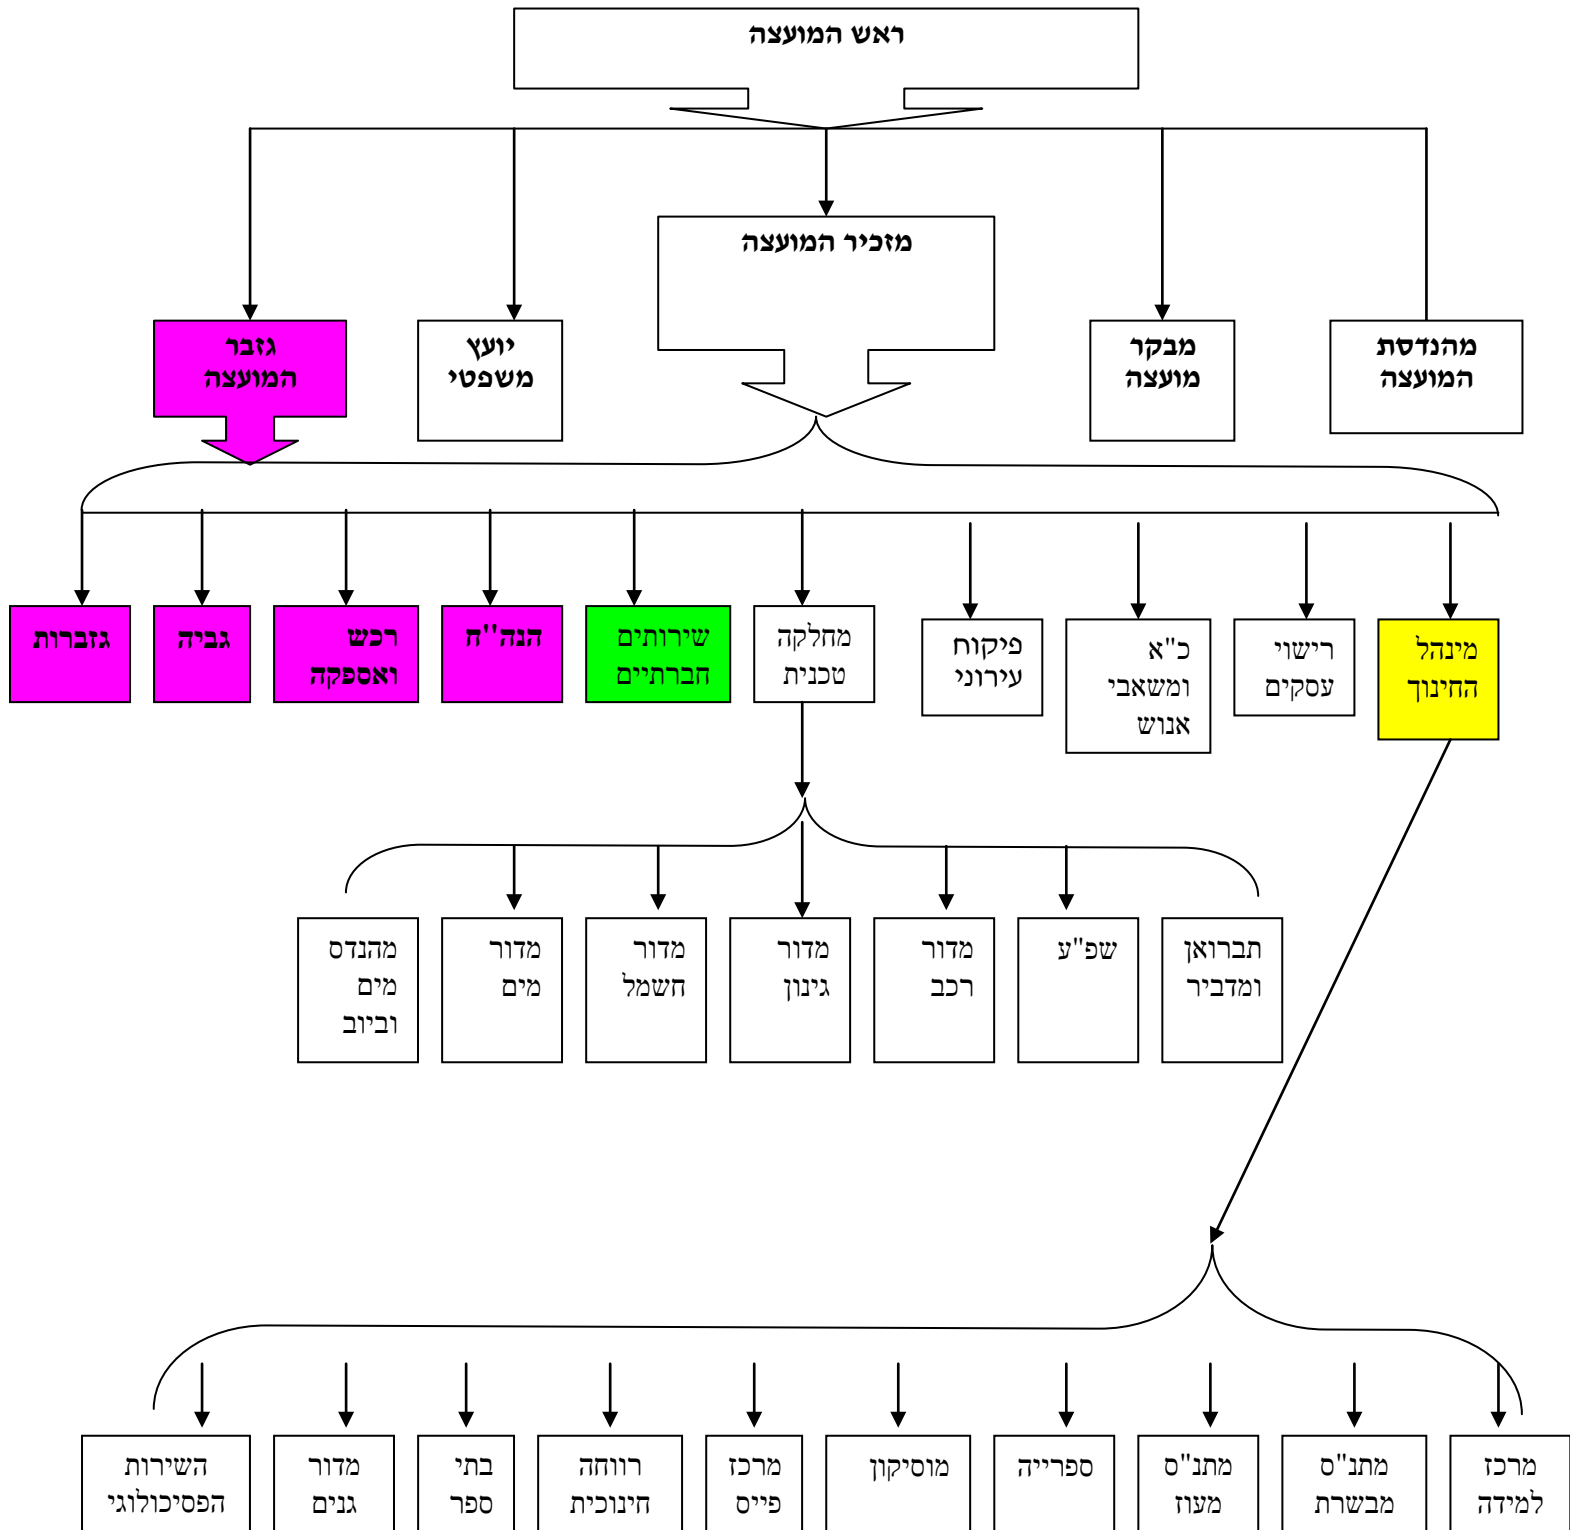 ראש המועצה
מזכיר המועצה
מהנדסת
המועצה
מבקר
מועצה
יועץ
משפטי
גזבר
המועצה
מינהל
החינוך
רישוי
עסקים
כ"א
ומשאבי
אנוש
פיקוח
עירוני
מחלקה
טכנית
שירותים
חברתיים
הנה''ח
רכש
ואספקה
גביה
גזברות
תברואן
ומדביר
שפ"ע
מדור
רכב
מדור
גינון
מדור
חשמל
מדור
מים
מהנדס
מים
וביוב
מרכז
למידה
מתנ"ס
מבשרת
מתנ"ס
מעוז
ספרייה
מוסיקון
מרכז
פייס
רווחה
חינוכית
בתי
ספר
מדור
גנים
השירות
הפסיכולוגי